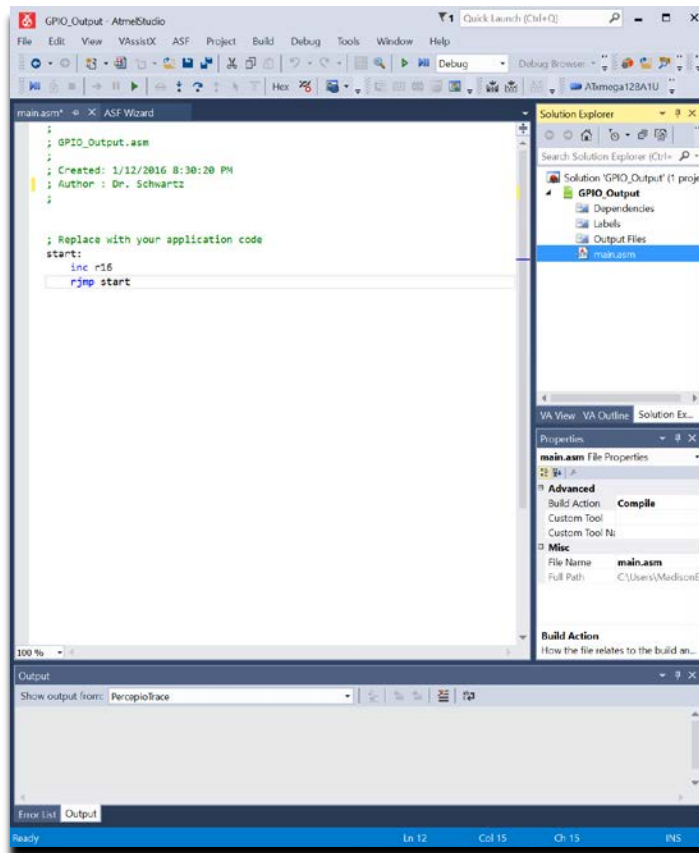 GPIO_Output - AtmelStudio
1 Quick Launch (Ctrl+Q)
File Edit View VAssistX ASF Project Build Debug Tools Window Help
Debug Debug Browser
Hex ATxmega128A1U
main.asm* ASF Wizard
;
; GPIO_Output.asm
;
; Created: 1/12/2016 8:30:20 PM
; Author : Dr. Schwartz
;
; Replace with your application code
start:
inc r16
rjmp start
100 %
Solution Explorer
Search Solution Explorer (Ctrl+
Solution 'GPIO_Output' (1 proje
GPIO_Output
Dependencies
Labels
Output Files
main.asm
VA View VA Outline Solution Ex...
Properties
main.asm File Properties
Advanced
Build Action Compile
Custom Tool
Custom Tool Na
Misc
File Name main.asm
Full Path C:\Users\MadisonE
Build Action
How the file relates to the build an...
Output
Show output from: PercepioTrace
Error List Output
Ready Ln 12 Col 15 Ch 15 INS